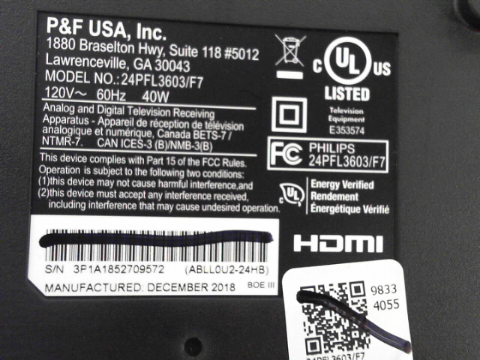 P&F USA, Inc.
1880 Braselton Hwy, Suite 118 #5012
Lawrenceville, GA 30043
MODEL NO.: 24PFL3603/F7
120V~ 60Hz 40W
Analog and Digital Television Receiving
Apparatus - Appareil de réception de télévision
analogique et numérique, Canada BETS-7 /
NTMR-7. CAN ICES-3 (B)/NMB-3(B)
This device complies with Part 15 of the FCC Rules.
Operation is subject to the following two conditions:
(1)this device may not cause harmful interference,and
(2)this device must accept any interference received,
including interference that may cause undesired operation.
S/N 3P1A1852709572 (ABLL0U2-24HB)
MANUFACTURED: DECEMBER 2018 BOE III
C UL US
LISTED
Television
Equipment
E353574
FC
PHILIPS
24PFL3603/F7
C UL
Energy Verified
Rendement
Énergétique Vérifié
HDMI
9833
4055
24PFL3603/F7